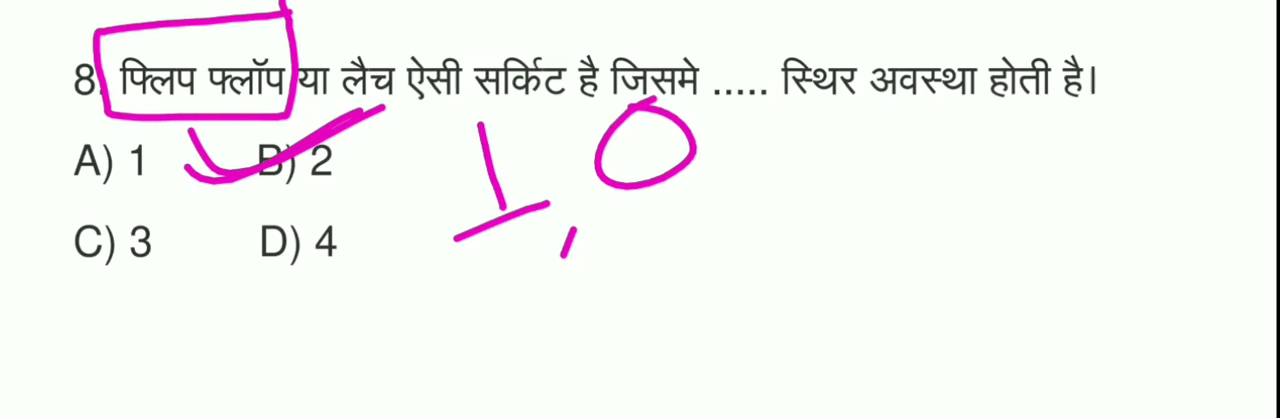 8. फ्लिप फ्लॉप या लैच ऐसी सर्किट है जिसमे ..... स्थिर अवस्था होती है।
A) 1 B) 2 1, 0
C) 3 D) 4